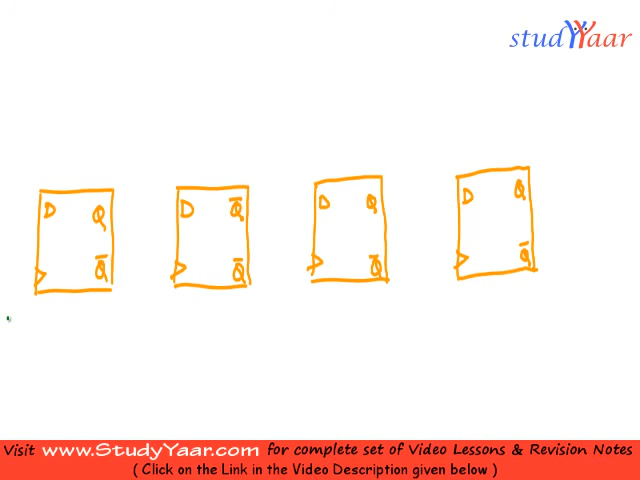 studYYaar
D Q D Q̅ D Q D Q
Q̅ Q̅ Q̅ Q̅
Visit www.StudyYaar.com for complete set of Video Lessons & Revision Notes
( Click on the Link in the Video Description given below )